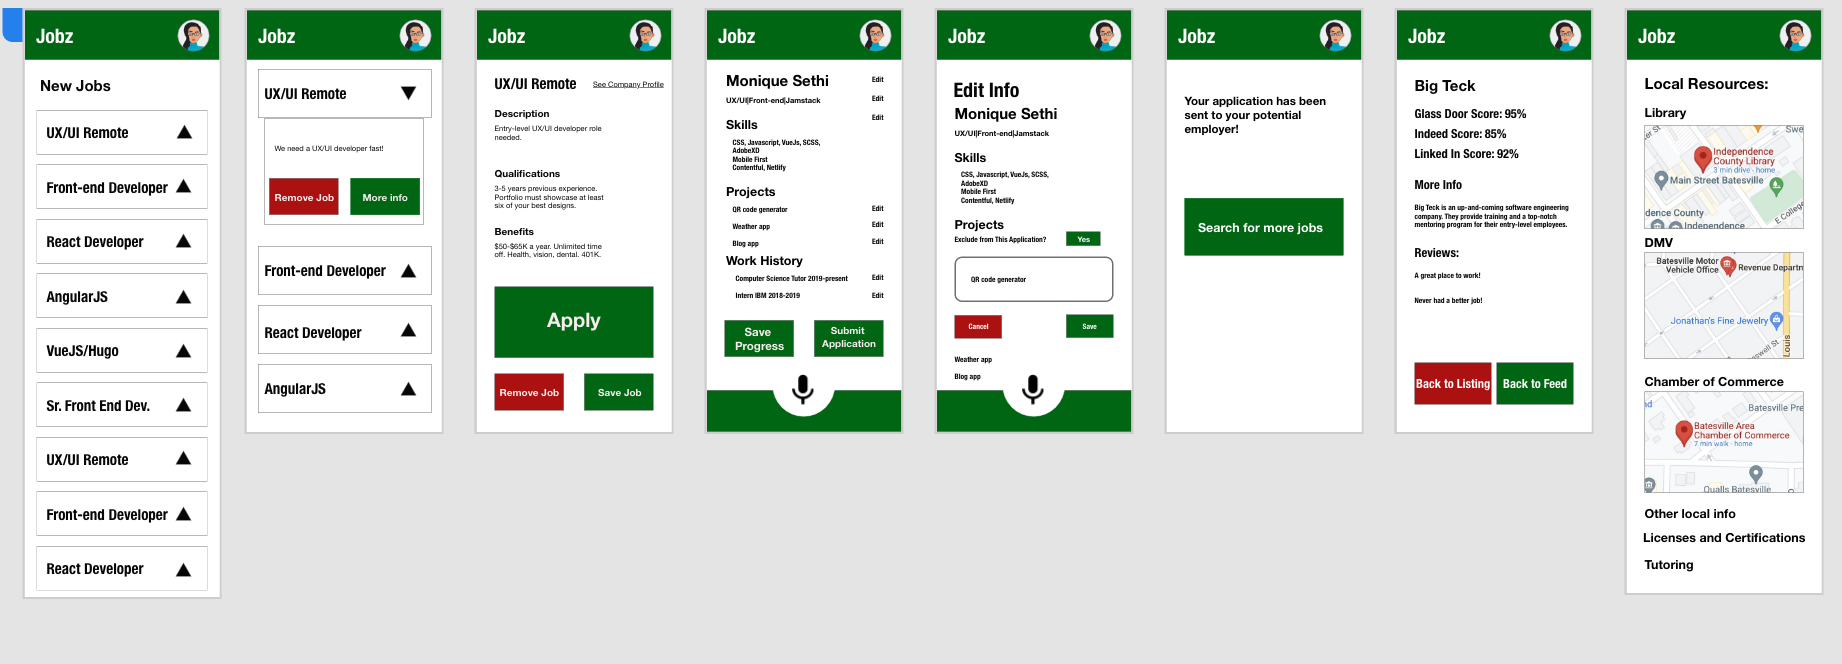 Jobz
New Jobs
UX/UI Remote
Front-end Developer
React Developer
AngularJS
VueJS/Hugo
Sr. Front End Dev.
UX/UI Remote
Front-end Developer
React Developer
Jobz
UX/UI Remote
We need a UX/UI developer fast!
Remove Job
More info
Front-end Developer
React Developer
AngularJS
Jobz
UX/UI Remote
See Company Profile
Description
Entry-level UX/UI developer role
needed.
Qualifications
3-5 years previous experience.
Portfolio must showcase at least
six of your best designs.
Benefits
$50-$65K a year. Unlimited time
off. Health, vision, dental. 401K.
Apply
Remove Job
Save Job
Jobz
Monique Sethi
Edit
UX/UI|Front-end|Jamstack
Edit
Skills
Edit
CSS, Javascript, VueJs, SCSS,
AdobeXD
Mobile First
Contentful, Netlify
Projects
QR code generator
Edit
Weather app
Edit
Blog app
Edit
Work History
Computer Science Tutor 2019-present
Edit
Intern IBM 2018-2019
Edit
Save
Progress
Submit
Application
Jobz
Edit Info
Monique Sethi
UX/UI|Front-end|Jamstack
Skills
CSS, Javascript, VueJs, SCSS,
AdobeXD
Mobile First
Contentful, Netlify
Projects
Exclude from This Application?
Yes
QR code generator
Cancel
Save
Weather app
Blog app
Jobz
Your application has been
sent to your potential
employer!
Search for more jobs
Jobz
Big Teck
Glass Door Score: 95%
Indeed Score: 85%
Linked In Score: 92%
More Info
Big Teck is an up-and-coming software engineering
company. They provide training and a top-notch
mentoring program for their entry-level employees.
Reviews:
A great place to work!
Never had a better job!
Back to Listing
Back to Feed
Jobz
Local Resources:
Library
er St
Swe
Independence
County Library
3 min drive - home
Main Street Batesville
E College
dence County
Independence
DMV
Batesville Motor
Vehicle Office
Revenue Departm
Jonathan's Fine Jewelry
Louis
swell St
Chamber of Commerce
nd
Batesville Pre
Batesville Area
Chamber of Commerce
7 min walk - home
Qualls Batesville
Other local info
Licenses and Certifications
Tutoring